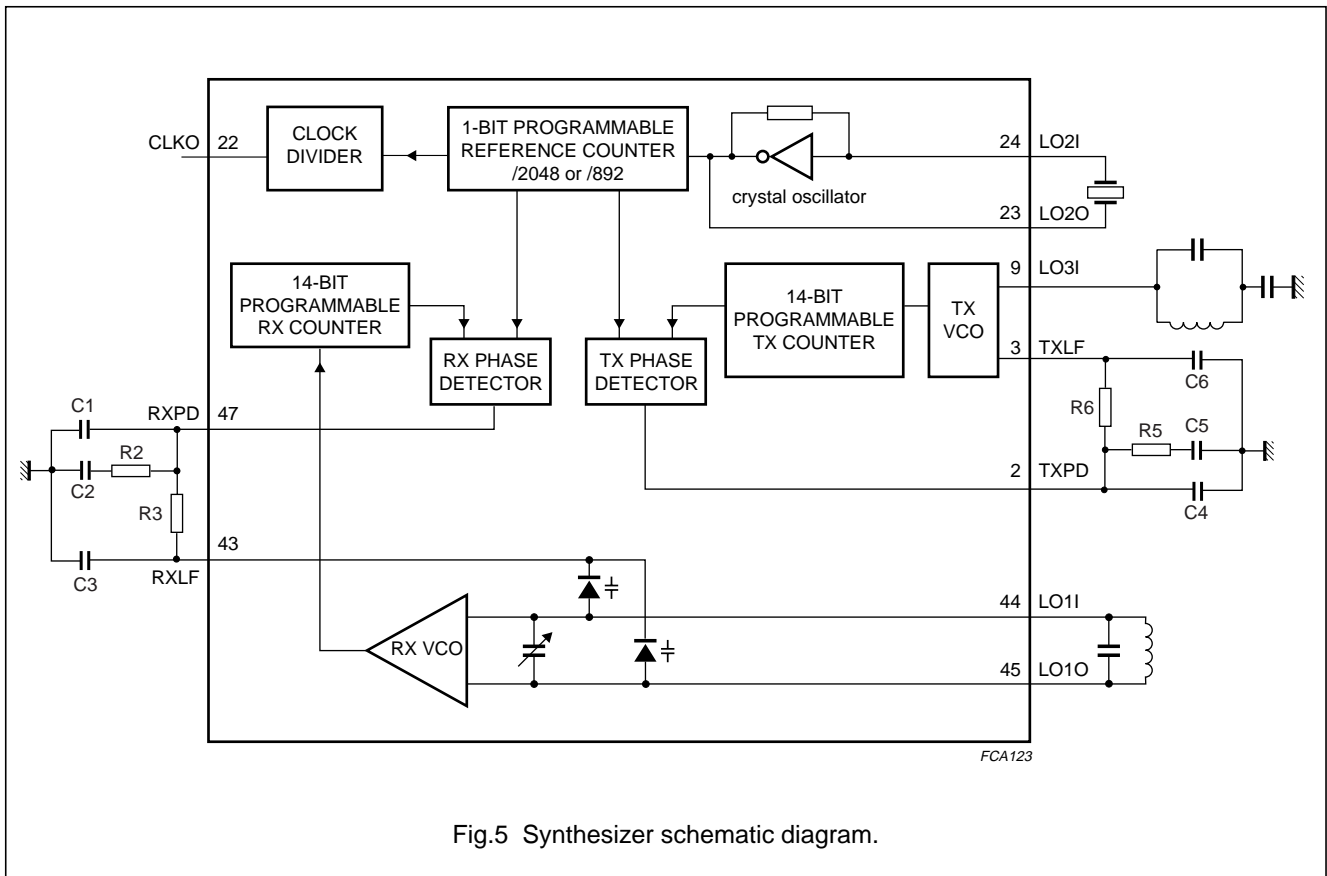 CLKO
22
CLOCK
DIVIDER
1-BIT PROGRAMMABLE
REFERENCE COUNTER
/2048 or /892
crystal oscillator
24
LO2I
23
LO2O
14-BIT
PROGRAMMABLE
RX COUNTER
RX PHASE
DETECTOR
TX PHASE
DETECTOR
14-BIT
PROGRAMMABLE
TX COUNTER
TX
VCO
9
LO3I
3
TXLF
C6
R6
R5
C5
2
TXPD
C4
C1
RXPD
47
C2
R2
R3
43
C3
RXLF
RX VCO
44
LO1I
45
LO1O
FCA123
Fig.5 Synthesizer schematic diagram.